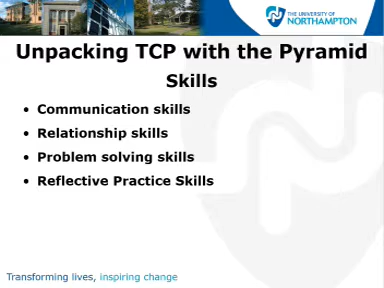 THE UNIVERSITY OF
NORTHAMPTON
Unpacking TCP with the Pyramid
Skills
• Communication skills
• Relationship skills
• Problem solving skills
• Reflective Practice Skills
Transforming lives, inspiring change